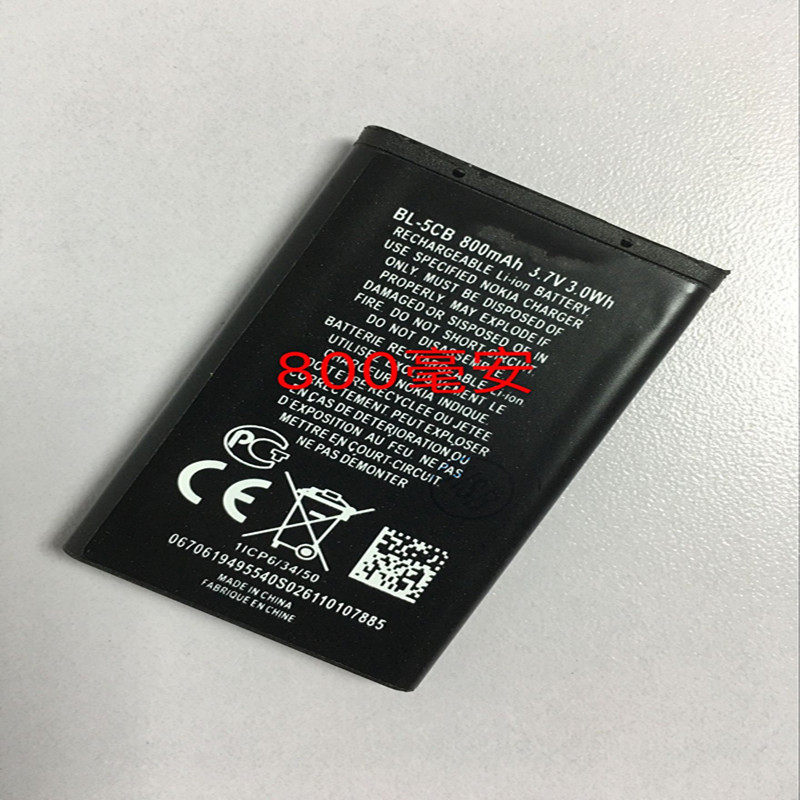 BL-5CB 800mAh 3.7V 3.0Wh
RECHARGEABLE Li-ion BATTERY.
USE SPECIFIED NOKIA CHARGER
ONLY. MUST BE DISPOSED OF
PROPERLY. MAY EXPLODE IF
DAMAGED OR SISPOSED OF IN
FIRE. DO NOT SHORT CIRCUIT
DO NOT DISASSEMBLE
BATTERIE RECHARGEABLE Li-ion
UTILISEZ LE
CHARGEUR NOKIA INDIQUE.
800毫安
RECYCLEE OU JETEE
CORRECTEMENT. PEUT EXPLOSER
EN CAS DE DETERIORATION OU
D'EXPOSITION AU FEU NE PAS
METTRE EN COURT-CIRCUIT
NE PAS DEMONTER
PCT
CE
1ICP6/34/50
0670619495540S026110107885
MADE IN CHINA
FABRIQUE EN CHINE